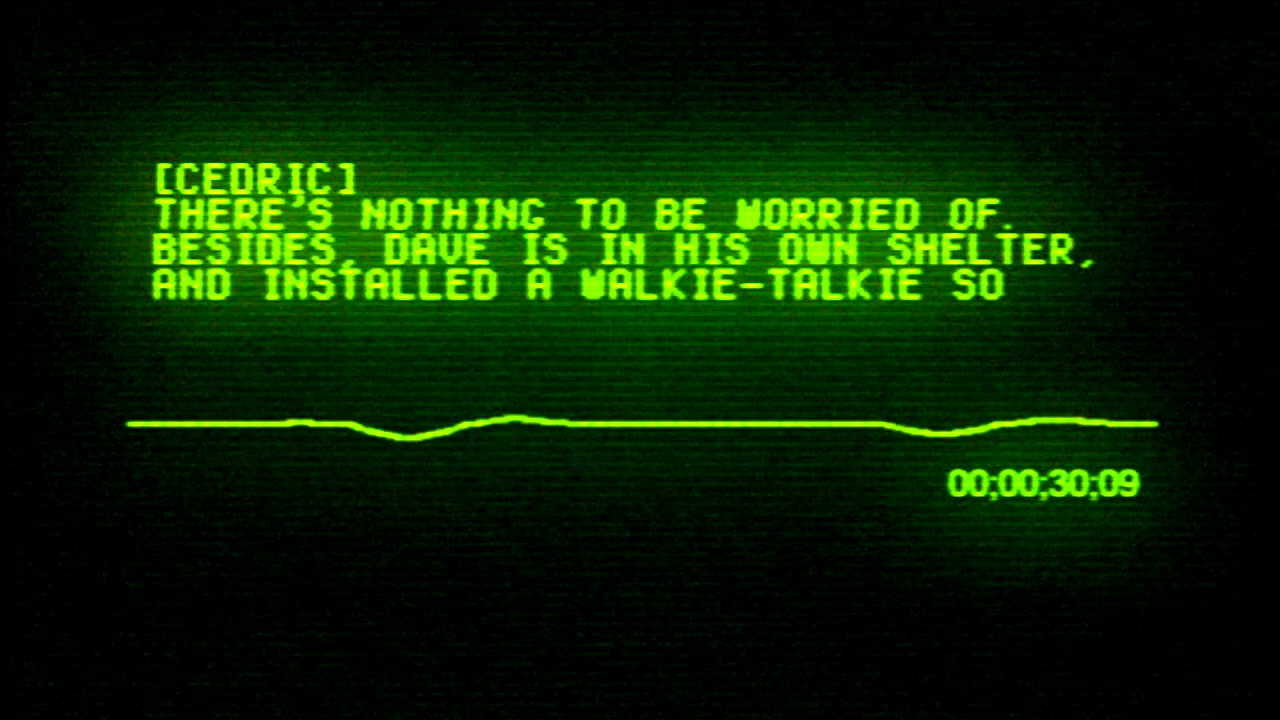 [CEDRIC]
THERE'S NOTHING TO BE WORRIED OF.
BESIDES, DAVE IS IN HIS OWN SHELTER,
AND INSTALLED A WALKIE-TALKIE SO
00;00;30;09